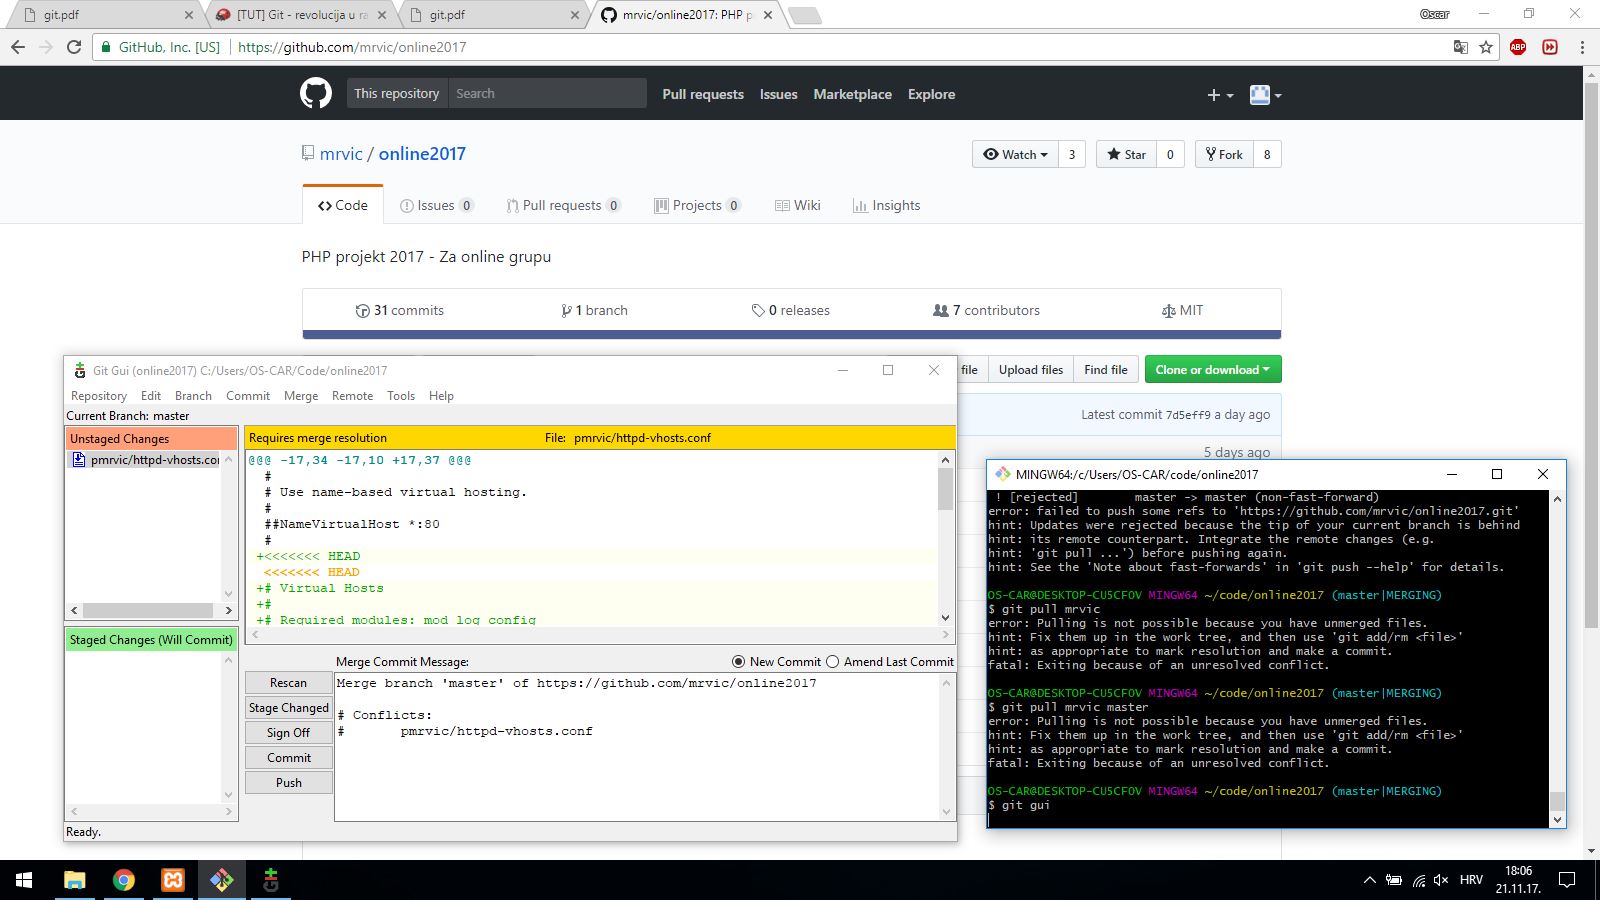 git.pdf
[TUT] Git - revolucija u ra
git.pdf
mrvic/online2017: PHP p
Oscar
GitHub, Inc. [US]
https://github.com/mrvic/online2017
ABP
This repository
Search
Pull requests
Issues
Marketplace
Explore
mrvic / online2017
Watch 3
Star 0
Fork 8
Code
Issues 0
Pull requests 0
Projects 0
Wiki
Insights
PHP projekt 2017 - Za online grupu
31 commits
1 branch
0 releases
7 contributors
MIT
file
Upload files
Find file
Clone or download
Latest commit 7d5eff9 a day ago
5 days ago
Git Gui (online2017) C:/Users/OS-CAR/Code/online2017
Repository Edit Branch Commit Merge Remote Tools Help
Current Branch: master
Unstaged Changes
pmrvic/httpd-vhosts.co
Staged Changes (Will Commit)
Requires merge resolution
File: pmrvic/httpd-vhosts.conf
@@@ -17,34 -17,10 +17,37 @@@
#
# Use name-based virtual hosting.
#
##NameVirtualHost *:80
#
+<<<<<<< HEAD
<<<<<<< HEAD
+# Virtual Hosts
+#
+# Required modules: mod_log_config
Rescan
Stage Changed
Sign Off
Commit
Push
Merge Commit Message:
New Commit
Amend Last Commit
Merge branch 'master' of https://github.com/mrvic/online2017
# Conflicts:
# pmrvic/httpd-vhosts.conf
Ready.
MINGW64:/c/Users/OS-CAR/code/online2017
! [rejected] master -> master (non-fast-forward)
error: failed to push some refs to 'https://github.com/mrvic/online2017.git'
hint: Updates were rejected because the tip of your current branch is behind
hint: its remote counterpart. Integrate the remote changes (e.g.
hint: 'git pull ...') before pushing again.
hint: See the 'Note about fast-forwards' in 'git push --help' for details.
OS-CAR@DESKTOP-CU5CFOV MINGW64 ~/code/online2017 (master|MERGING)
$ git pull mrvic
error: Pulling is not possible because you have unmerged files.
hint: Fix them up in the work tree, and then use 'git add/rm <file>'
hint: as appropriate to mark resolution and make a commit.
fatal: Exiting because of an unresolved conflict.
OS-CAR@DESKTOP-CU5CFOV MINGW64 ~/code/online2017 (master|MERGING)
$ git pull mrvic master
error: Pulling is not possible because you have unmerged files.
hint: Fix them up in the work tree, and then use 'git add/rm <file>'
hint: as appropriate to mark resolution and make a commit.
fatal: Exiting because of an unresolved conflict.
OS-CAR@DESKTOP-CU5CFOV MINGW64 ~/code/online2017 (master|MERGING)
$ git gui
HRV
18:06
21.11.17.